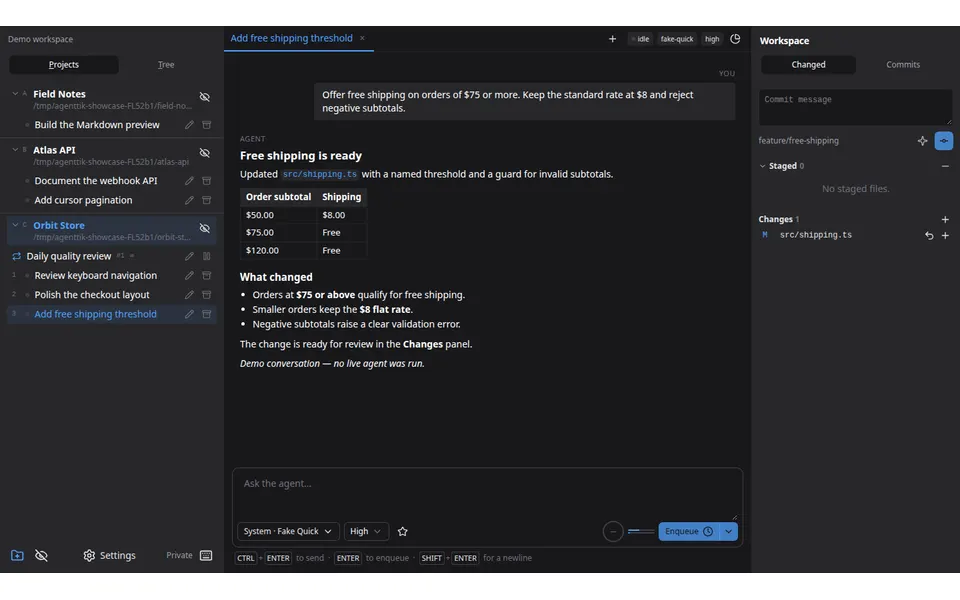 Demo workspace
Projects
Tree
A Field Notes
/tmp/agenttik-showcase-FL52b1/field-no...
Build the Markdown preview
B Atlas API
/tmp/agenttik-showcase-FL52b1/atlas-api
Document the webhook API
Add cursor pagination
C Orbit Store
/tmp/agenttik-showcase-FL52b1/orbit-st...
Daily quality review #1 ∞
1 Review keyboard navigation
2 Polish the checkout layout
3 Add free shipping threshold
Settings
Private
Add free shipping threshold ×
+ idle fake-quick high
YOU
Offer free shipping on orders of $75 or more. Keep the standard rate at $8 and reject
negative subtotals.
AGENT
Free shipping is ready
Updated src/shipping.ts with a named threshold and a guard for invalid subtotals.
Order subtotal Shipping
$50.00 $8.00
$75.00 Free
$120.00 Free
What changed
• Orders at $75 or above qualify for free shipping.
• Smaller orders keep the $8 flat rate.
• Negative subtotals raise a clear validation error.
The change is ready for review in the Changes panel.
Demo conversation — no live agent was run.
Ask the agent...
System · Fake Quick
High
Enqueue
CTRL + ENTER to send · ENTER to enqueue · SHIFT + ENTER for a newline
Workspace
Changed
Commits
Commit message
feature/free-shipping
Staged 0
No staged files.
Changes 1
M src/shipping.ts